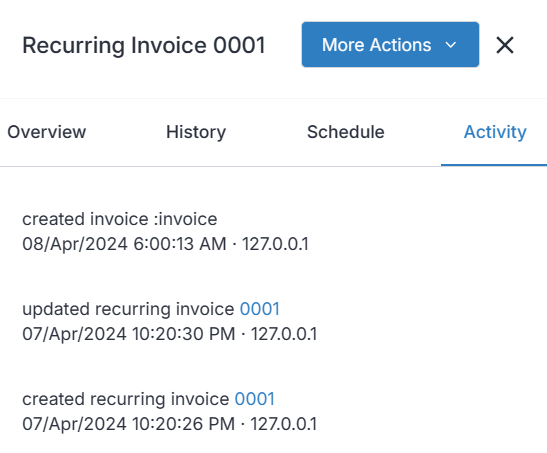 Recurring Invoice 0001
More Actions
Overview History Schedule Activity
created invoice :invoice
08/Apr/2024 6:00:13 AM · 127.0.0.1
updated recurring invoice 0001
07/Apr/2024 10:20:30 PM · 127.0.0.1
created recurring invoice 0001
07/Apr/2024 10:20:26 PM · 127.0.0.1